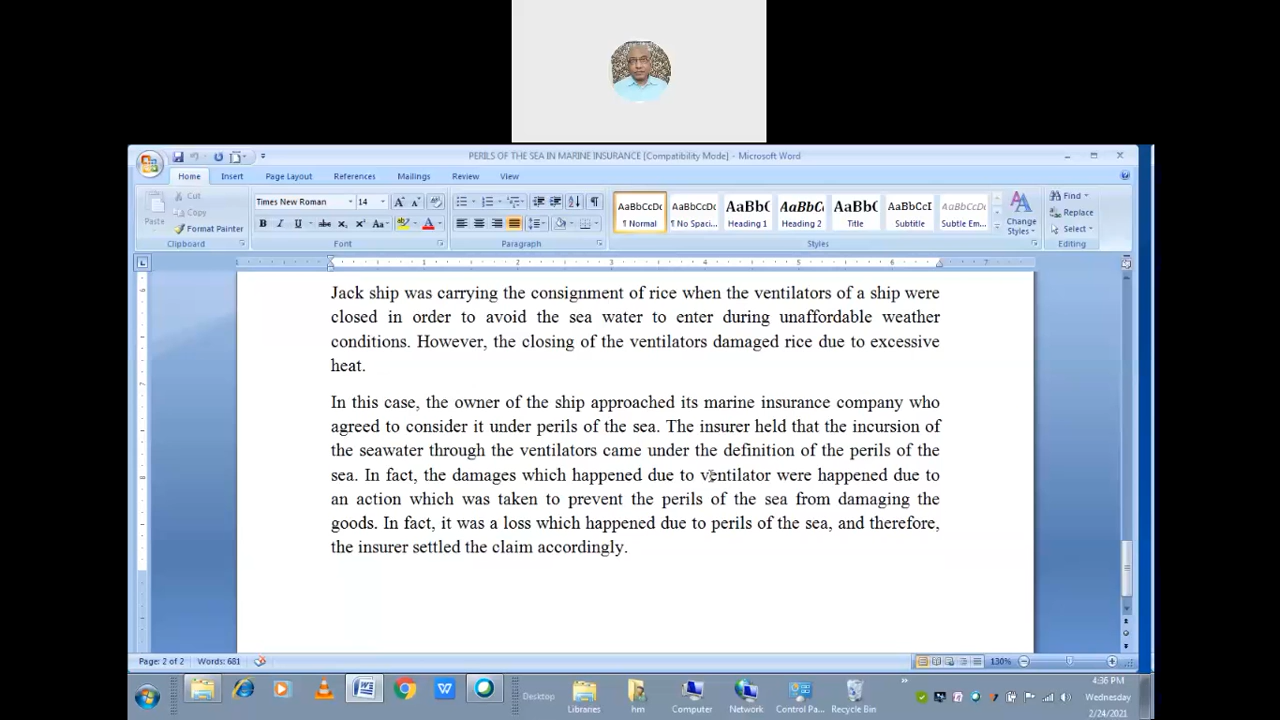 PERILS OF THE SEA IN MARINE INSURANCE [Compatibility Mode] - Microsoft Word
Home Insert Page Layout References Mailings Review View
Paste
Cut
Copy
Format Painter
Clipboard
Times New Roman 14
Font
Paragraph
AaBbCcDc AaBbCcDc AaBbC AaBbCc AaBbC AaBbCcI AaBbCcDc
¶ Normal ¶ No Spaci... Heading 1 Heading 2 Title Subtitle Subtle Em...
Styles
Change Styles
Find
Replace
Select
Editing
Jack ship was carrying the consignment of rice when the ventilators of a ship were
closed in order to avoid the sea water to enter during unaffordable weather
conditions. However, the closing of the ventilators damaged rice due to excessive
heat.
In this case, the owner of the ship approached its marine insurance company who
agreed to consider it under perils of the sea. The insurer held that the incursion of
the seawater through the ventilators came under the definition of the perils of the
sea. In fact, the damages which happened due to ventilator were happened due to
an action which was taken to prevent the perils of the sea from damaging the
goods. In fact, it was a loss which happened due to perils of the sea, and therefore,
the insurer settled the claim accordingly.
Page: 2 of 2 Words: 681 130%
Desktop
Libraries
hm
Computer
Network
Control Pa...
Recycle Bin
4:36 PM
Wednesday
2/24/2021